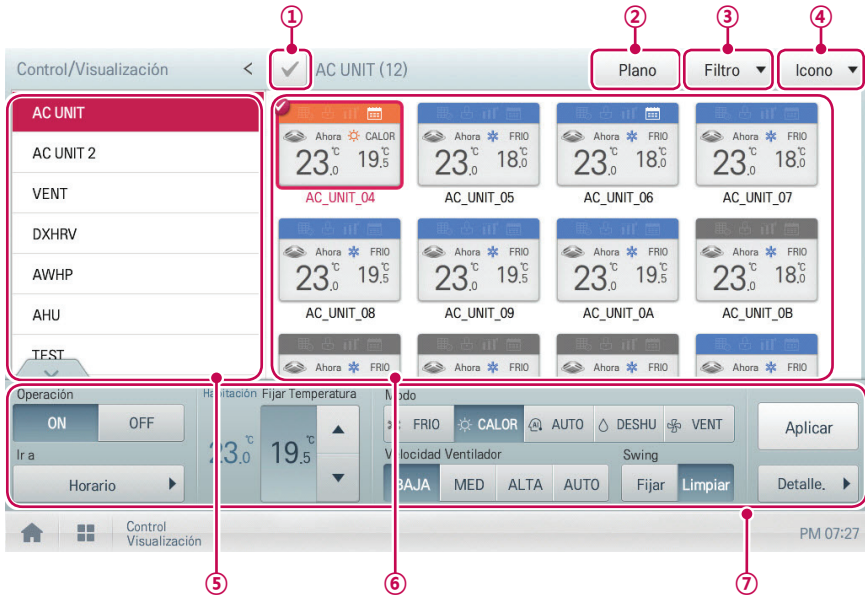 ① ② ③ ④
Control/Visualización < AC UNIT (12) Plano Filtro ▼ Icono ▼
AC UNIT
AC UNIT 2
VENT
DXHRV
AWHP
AHU
TEST
Ahora CALOR Ahora FRIO Ahora FRIO Ahora FRIO
23.0 °C 19.5 °C 23.0 °C 18.0 °C 23.0 °C 18.0 °C 23.0 °C 18.0 °C
AC_UNIT_04 AC_UNIT_05 AC_UNIT_06 AC_UNIT_07
Ahora FRIO Ahora FRIO Ahora FRIO Ahora FRIO
23.0 °C 19.5 °C 23.0 °C 19.5 °C 23.0 °C 19.5 °C 23.0 °C 18.0 °C
AC_UNIT_08 AC_UNIT_09 AC_UNIT_0A AC_UNIT_0B
Ahora FRIO Ahora FRIO Ahora FRIO Ahora FRIO
Operación Habitación Fijar Temperatura Modo
ON OFF 23.0 °C 19.5 °C ▲ FRIO CALOR AUTO DESHU VENT Aplicar
Ir a Velocidad Ventilador Swing
Horario ▶ ▼ BAJA MED ALTA AUTO Fijar Limpiar Detalle. ▶
Control
Visualización PM 07:27
⑤ ⑥ ⑦